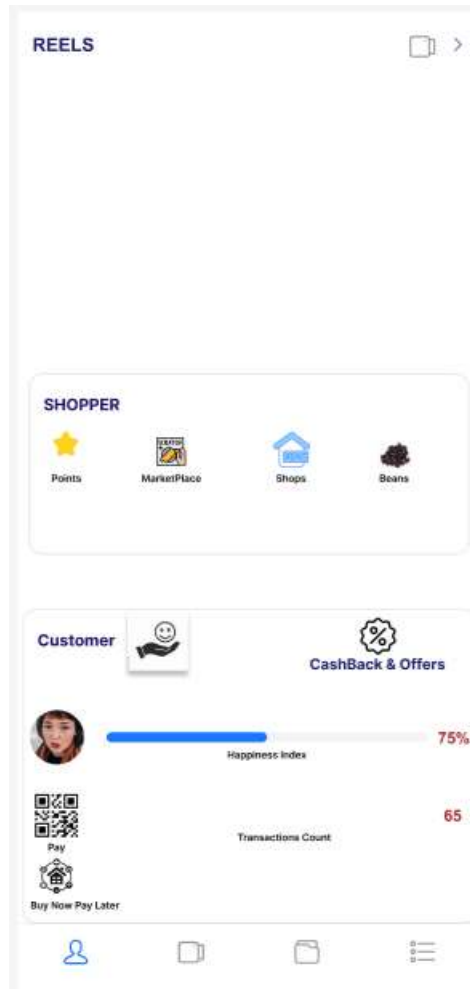 REELS
SHOPPER
Points MarketPlace Shops Beans
Customer
CashBack & Offers
75%
Happiness Index
65
Transactions Count
Pay
Buy Now Pay Later